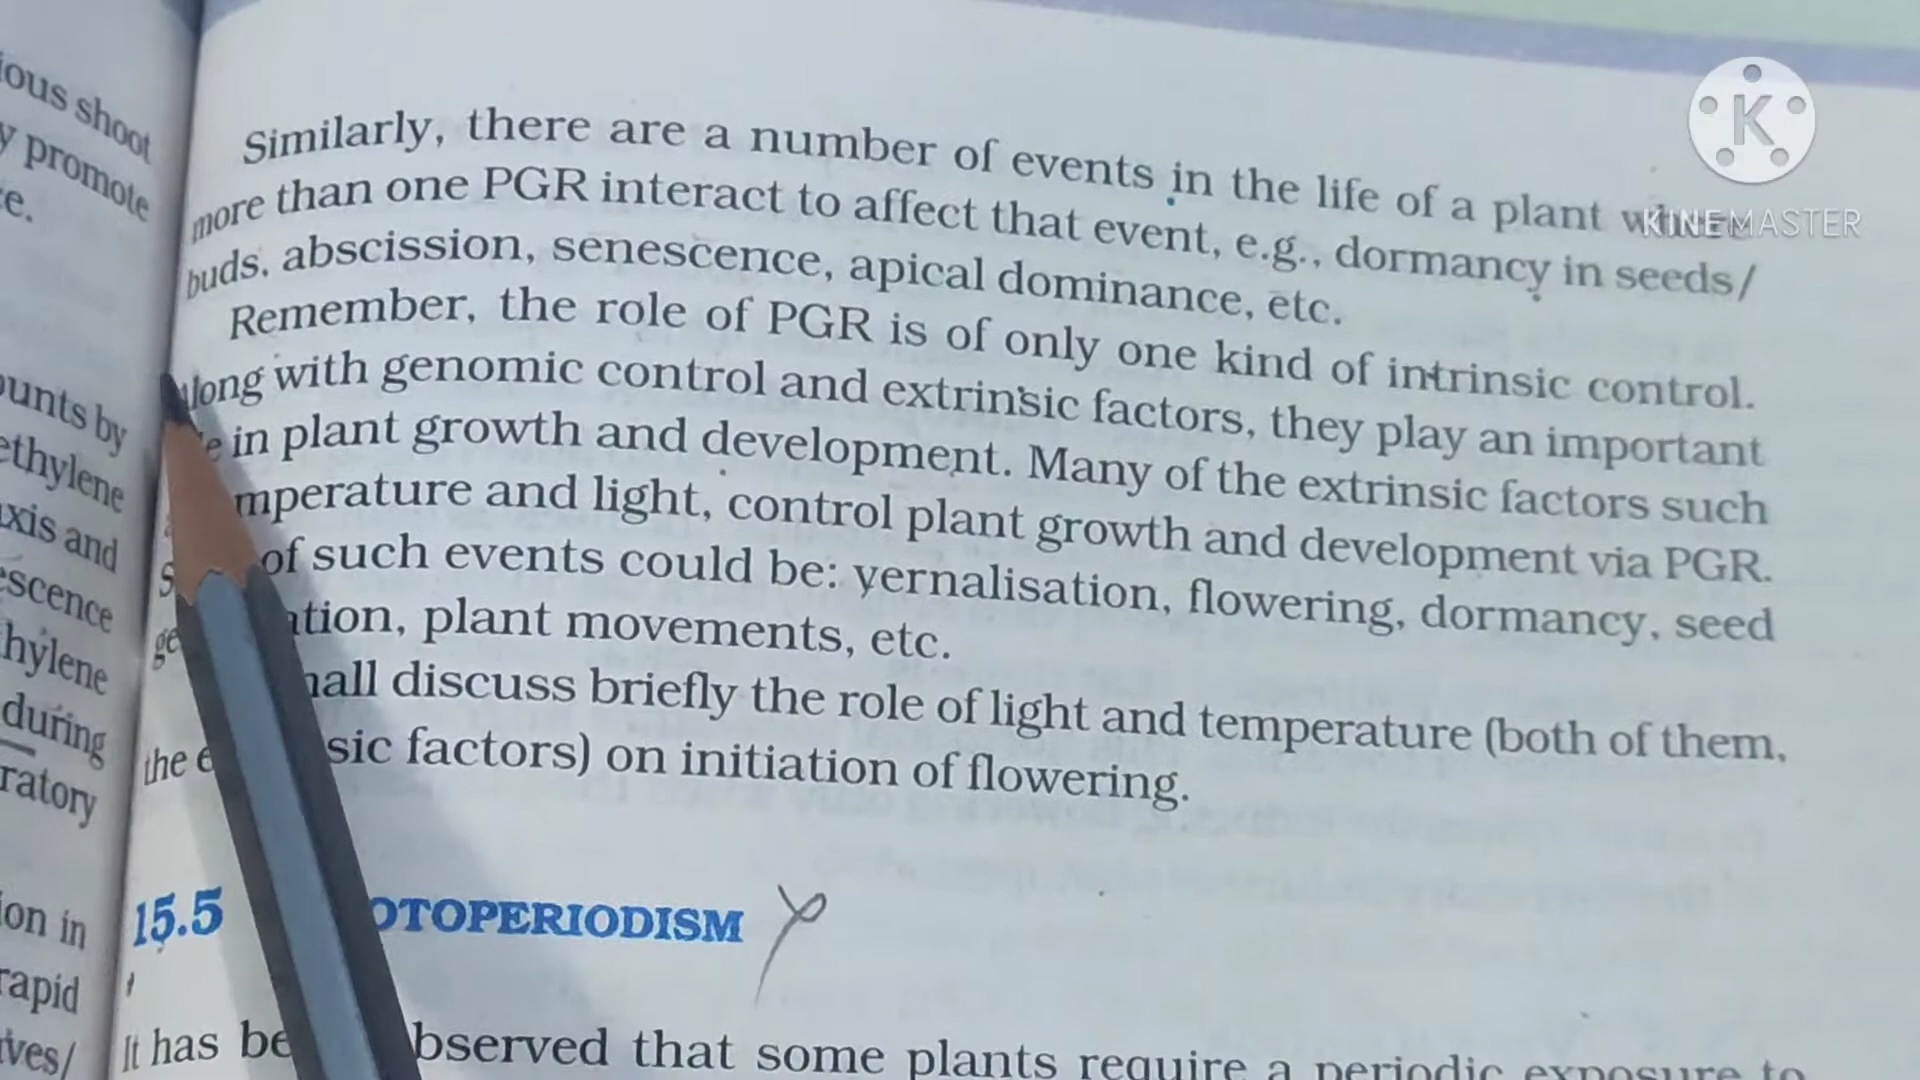 ious shoot
y promote
e.
ounts by
ethylene
xis and
escence
hylene
during
ratory
ion in
rapid
ives/
Similarly, there are a number of events in the life of a plant
more than one PGR interact to affect that event, e.g., dormancy in seeds/
buds, abscission, senescence, apical dominance, etc.
Remember, the role of PGR is of only one kind of intrinsic control.
long with genomic control and extrinsic factors, they play an important
e in plant growth and development. Many of the extrinsic factors such
mperature and light, control plant growth and development via PGR.
S of such events could be: vernalisation, flowering, dormancy, seed
ge ation, plant movements, etc.
hall discuss briefly the role of light and temperature (both of them,
the e sic factors) on initiation of flowering.
15.5 OTOPERIODISM
It has be bserved that some plants require a periodic exposure to
K
KINEMASTER